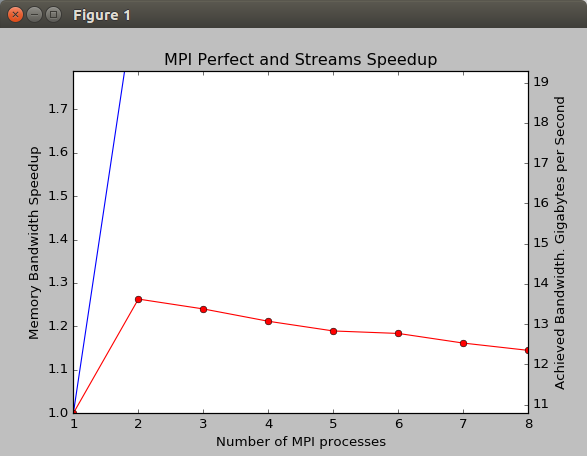 Figure 1
MPI Perfect and Streams Speedup
Memory Bandwidth Speedup
1.7
1.6
1.5
1.4
1.3
1.2
1.1
1.0
19
18
17
16
15
14
13
12
11
Achieved Bandwidth. Gigabytes per Second
1 2 3 4 5 6 7 8
Number of MPI processes